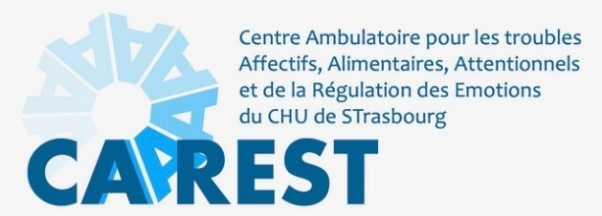 Centre Ambulatoire pour les troubles
Affectifs, Alimentaires, Attentionnels
et de la Régulation des Emotions
du CHU de STrasbourg
CAREST